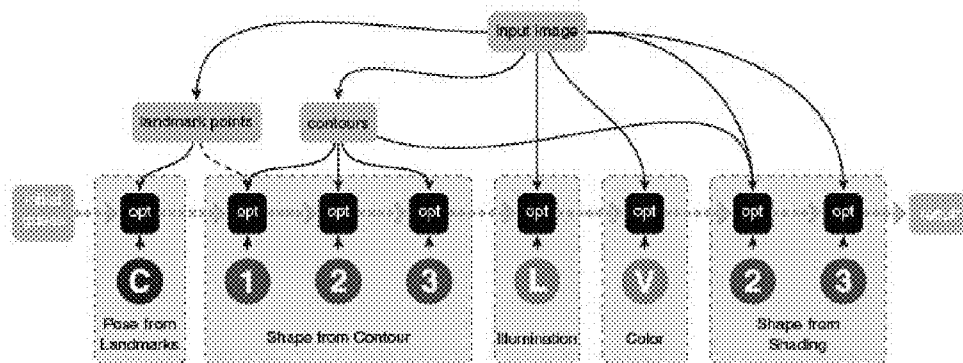 input image
landmark points
contours
opt opt opt opt opt opt opt opt
C 1 2 3 L V 2 3
Pose from
Landmarks
Shape from Contour
Illumination
Color
Shape from
Shading